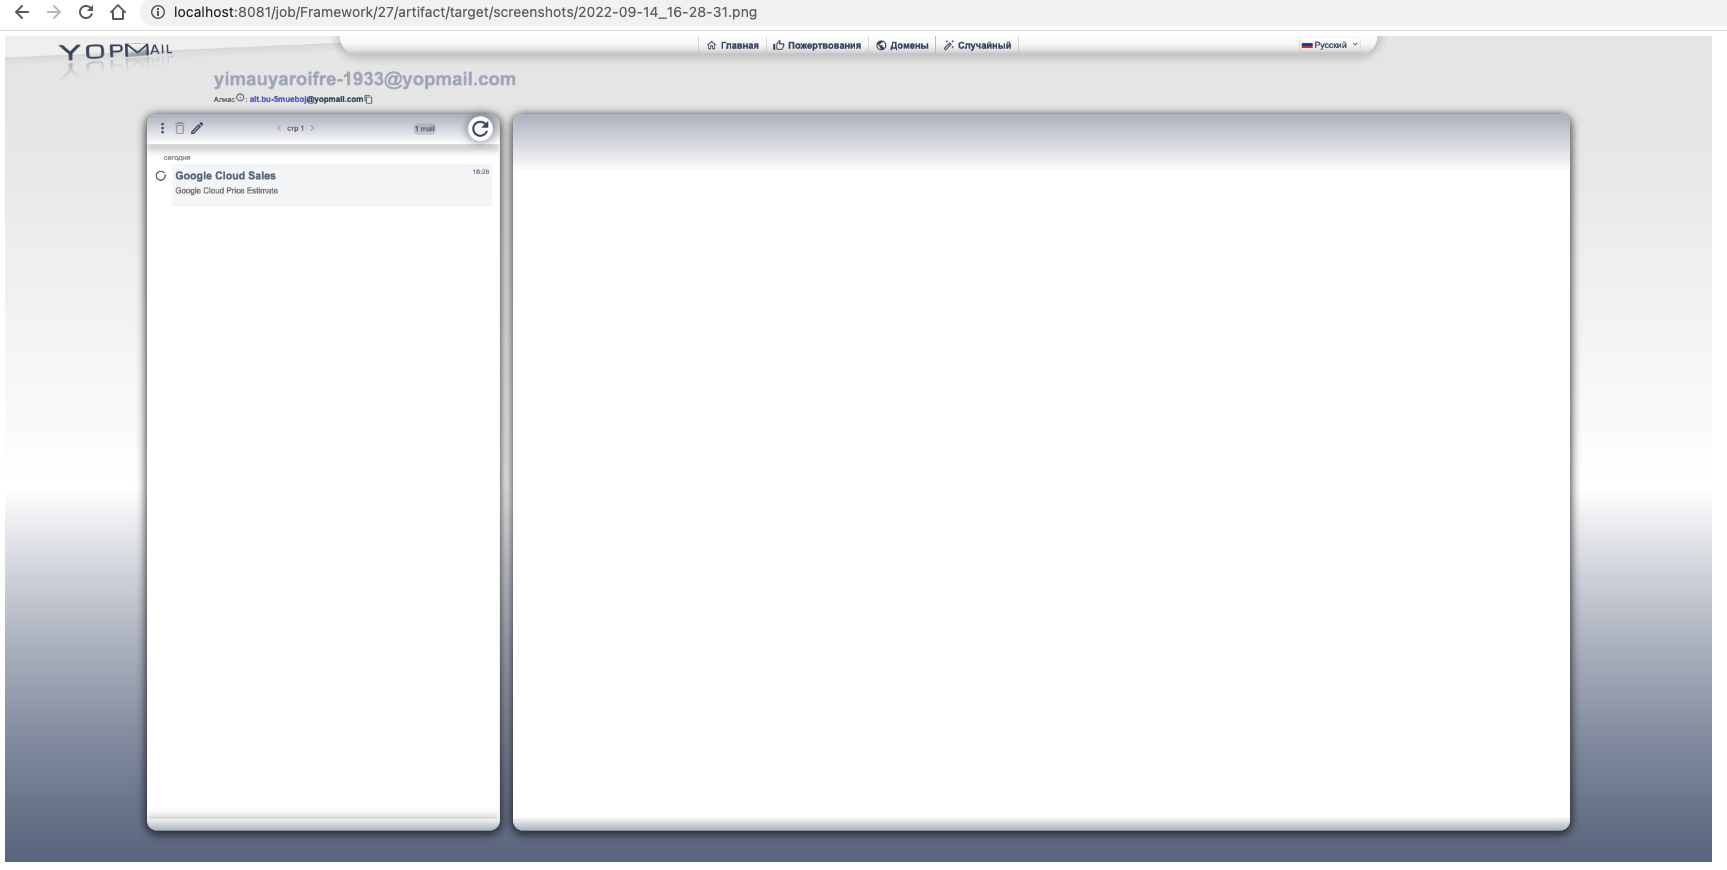 localhost:8081/job/Framework/27/artifact/target/screenshots/2022-09-14_16-28-31.png
YOPMAIL
Главная Пожертвования Домены Случайный Русский
yimauyaroifre-1933@yopmail.com
Алиас : alt.bu-5mueboj@yopmail.com
стр 1 1 mail
сегодня
Google Cloud Sales 16:28
Google Cloud Price Estimate